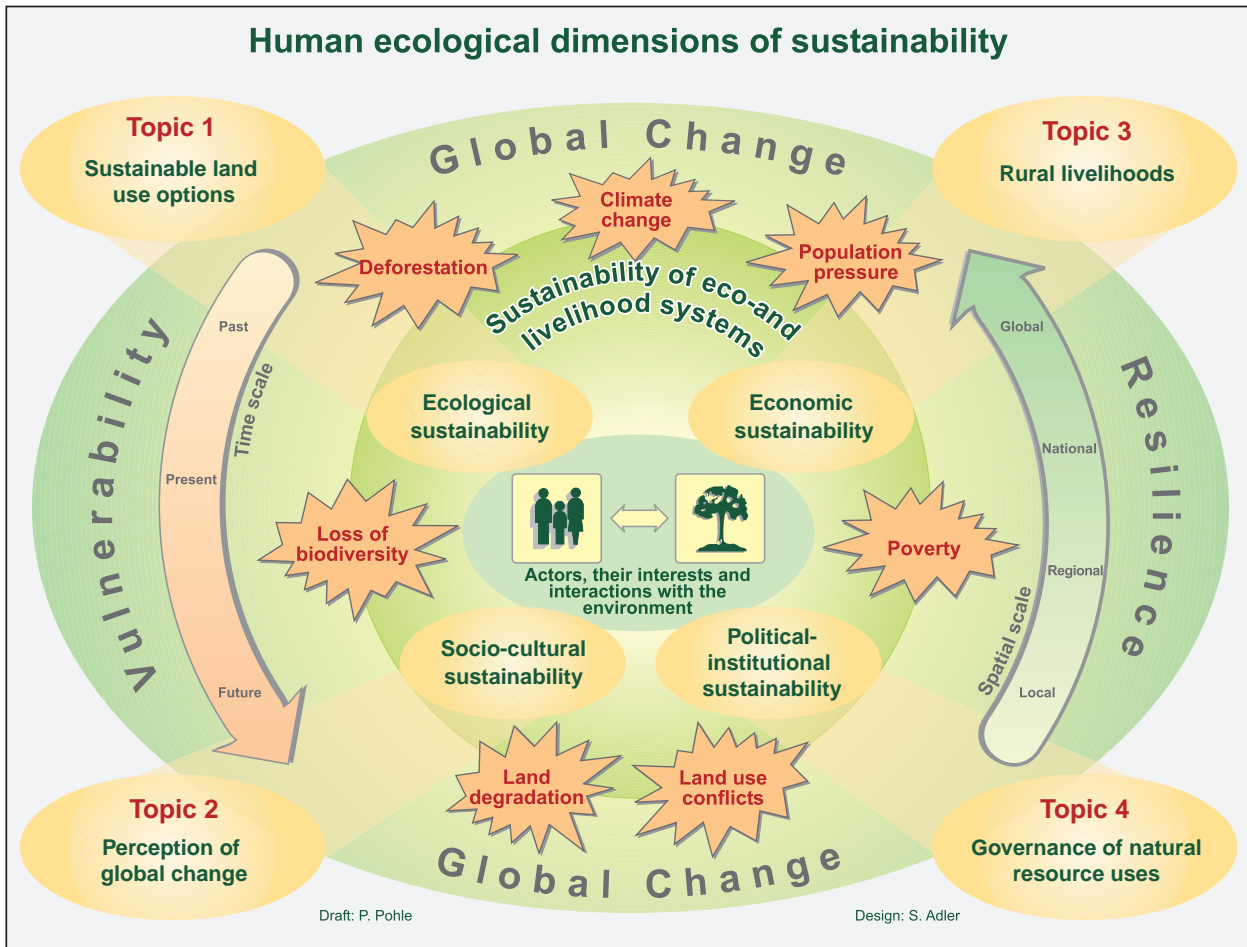 Human ecological dimensions of sustainability
Topic 1
Sustainable land
use options
Topic 3
Rural livelihoods
Global Change
Climate
change
Deforestation
Population
pressure
Sustainability of eco-and
livelihood systems
Vulnerability
Past
Present
Future
Time scale
Global
National
Regional
Local
Spatial scale
Resilience
Ecological
sustainability
Economic
sustainability
Loss of
biodiversity
Poverty
Actors, their interests and
interactions with the
environment
Socio-cultural
sustainability
Political-
institutional
sustainability
Land
degradation
Land use
conflicts
Topic 2
Perception of
global change
Topic 4
Governance of natural
resource uses
Global Change
Draft: P. Pohle
Design: S. Adler